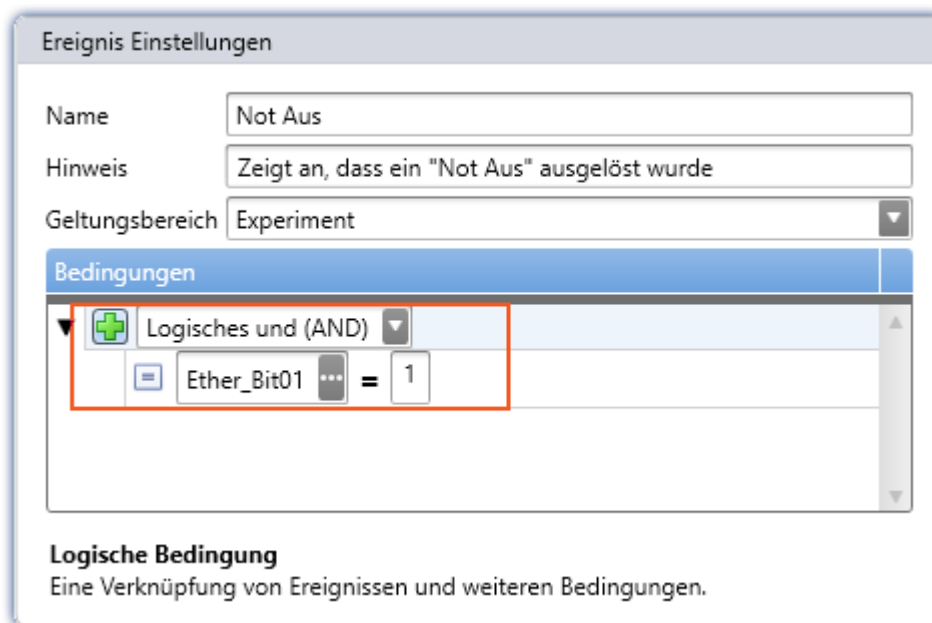 Ereignis Einstellungen
Name Not Aus
Hinweis Zeigt an, dass ein "Not Aus" ausgelöst wurde
Geltungsbereich Experiment
Bedingungen
Logisches und (AND)
Ether_Bit01 ... = 1
Logische Bedingung
Eine Verknüpfung von Ereignissen und weiteren Bedingungen.